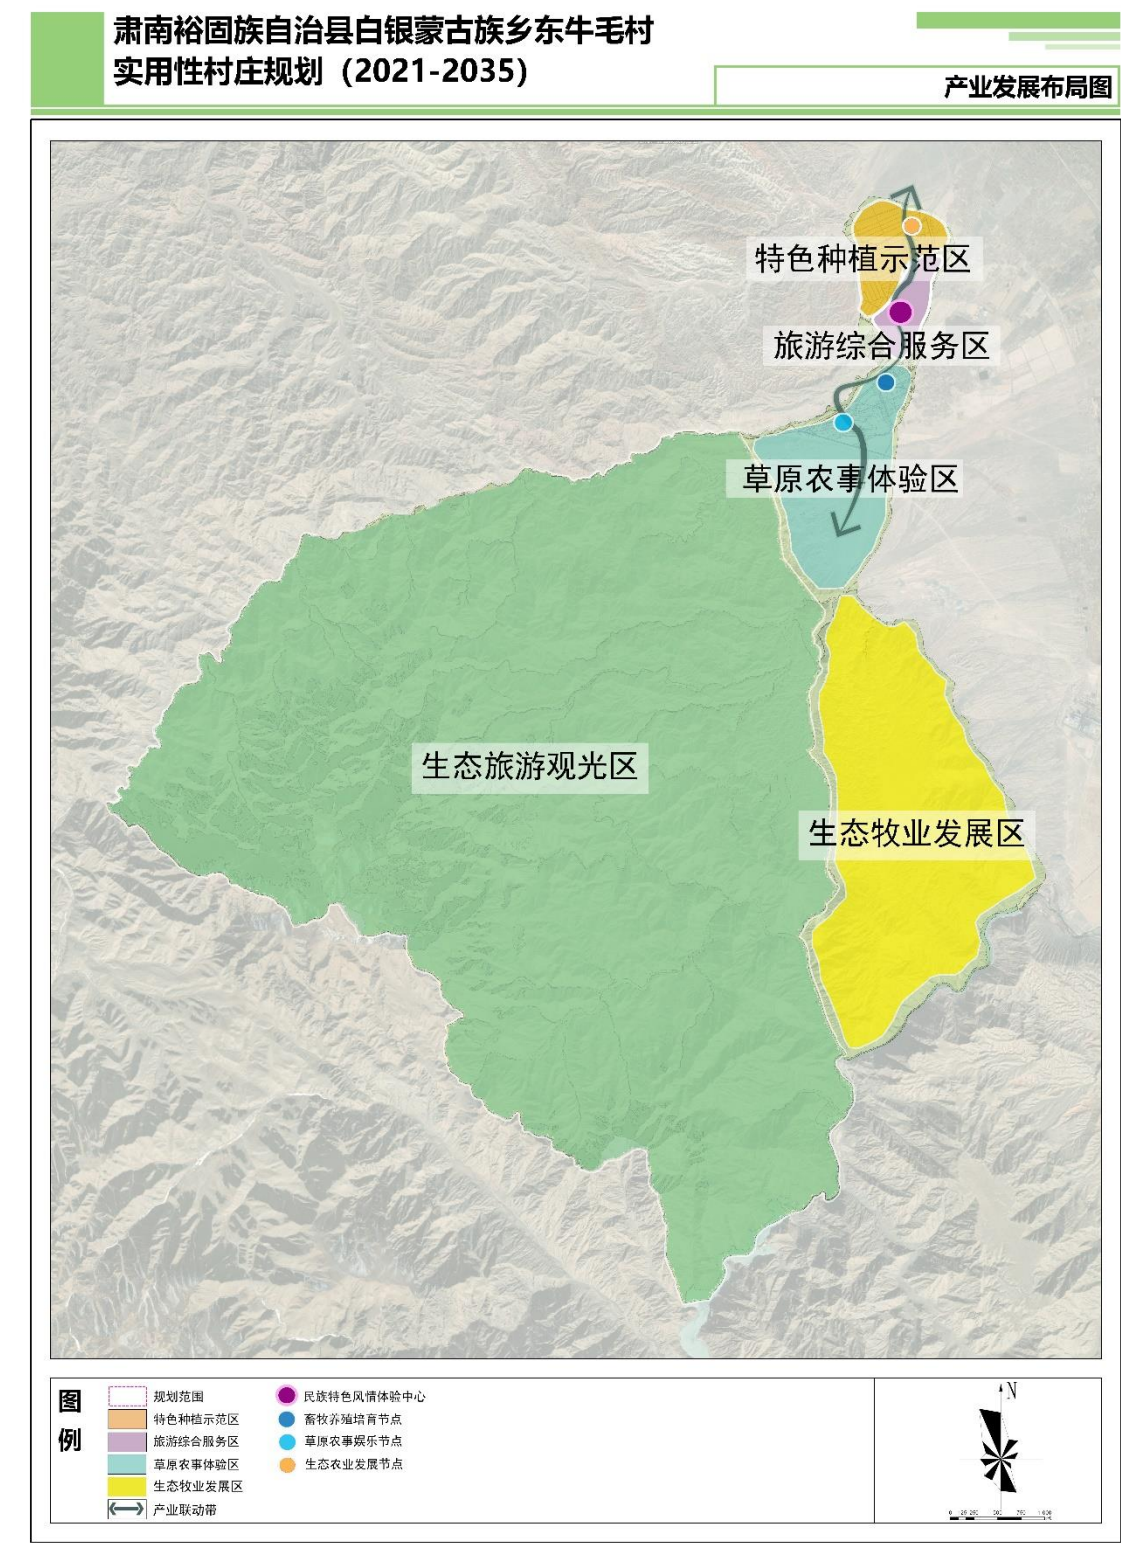 肃南裕固族自治县白银蒙古族乡东牛毛村
实用性村庄规划（2021-2035）
产业发展布局图
特色种植示范区
旅游综合服务区
草原农事体验区
生态旅游观光区
生态牧业发展区
图例
规划范围
特色种植示范区
旅游综合服务区
草原农事体验区
生态牧业发展区
产业联动带
民族特色风情体验中心
畜牧养殖培育节点
草原农事娱乐节点
生态农业发展节点
N